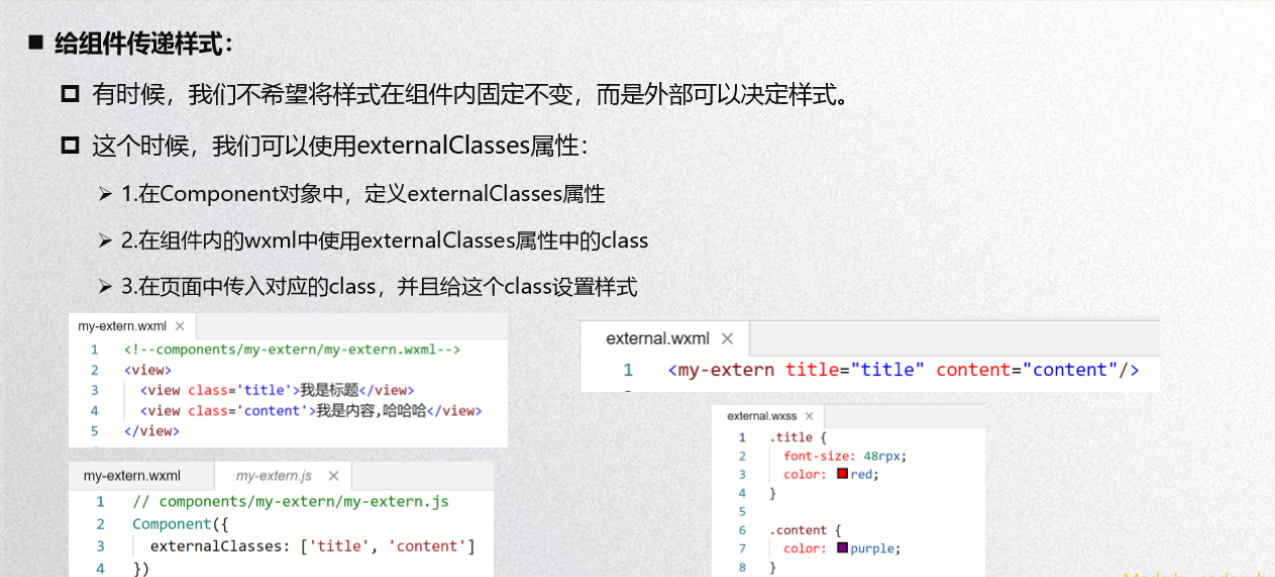 给组件传递样式：
有时候，我们不希望将样式在组件内固定不变，而是外部可以决定样式。
这个时候，我们可以使用externalClasses属性：
1.在Component对象中，定义externalClasses属性
2.在组件内的wxml中使用externalClasses属性中的class
3.在页面中传入对应的class，并且给这个class设置样式
my-extern.wxml ×
1 <!--components/my-extern/my-extern.wxml-->
2 <view>
3 <view class='title'>我是标题</view>
4 <view class='content'>我是内容,哈哈哈</view>
5 </view>
my-extern.wxml my-extern.js ×
1 // components/my-extern/my-extern.js
2 Component({
3 externalClasses: ['title', 'content']
4 })
external.wxml ×
1 <my-extern title="title" content="content"/>
external.wxss ×
1 .title {
2 font-size: 48rpx;
3 color: red;
4 }
5
6 .content {
7 color: purple;
8 }